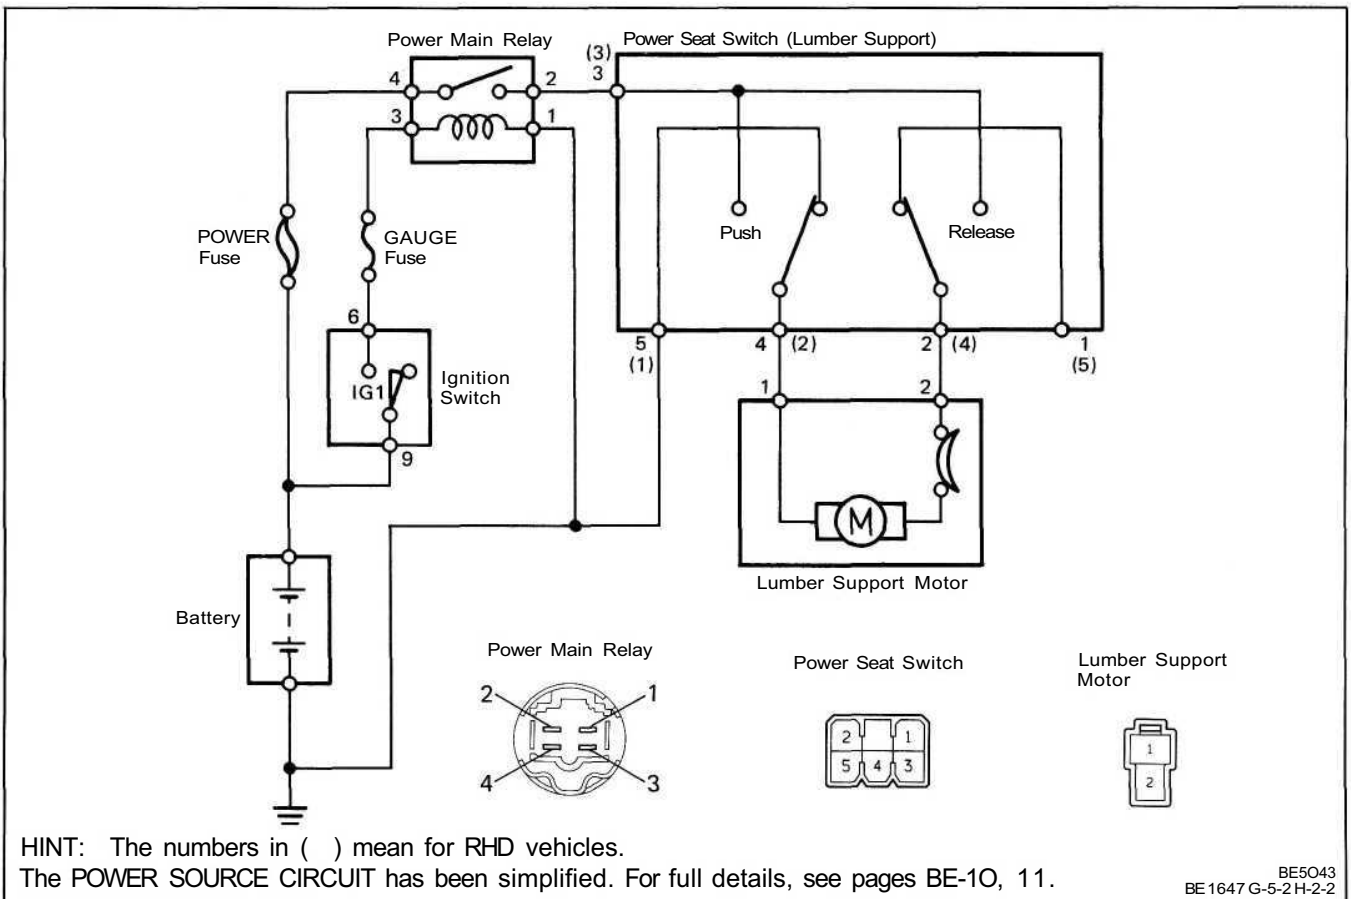 Power Main Relay
Power Seat Switch (Lumber Support)
(3)
3
4
2
3
1
Push
Release
POWER
Fuse
GAUGE
Fuse
6
IG1
Ignition
Switch
9
5
(1)
4 (2)
2 (4)
1
(5)
1
2
M
Lumber Support Motor
Battery
Power Main Relay
2
1
4
3
Power Seat Switch
2 1
5 4 3
Lumber Support
Motor
1
2
HINT: The numbers in ( ) mean for RHD vehicles.
The POWER SOURCE CIRCUIT has been simplified. For full details, see pages BE-1O, 11.
BE5O43
BE1647 G-5-2 H-2-2